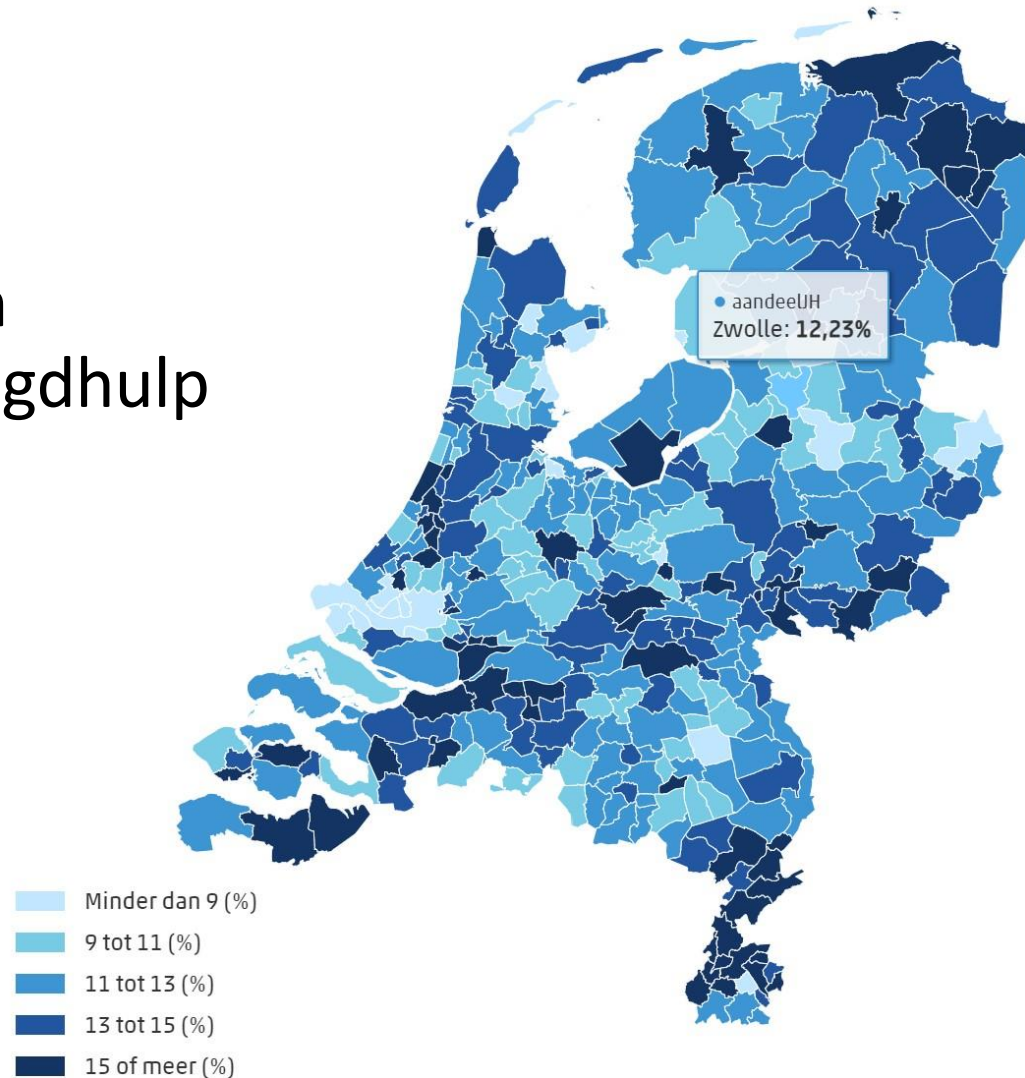 gdhulp
• aandeelJH
Zwolle: 12,23%
Minder dan 9 (%)
9 tot 11 (%)
11 tot 13 (%)
13 tot 15 (%)
15 of meer (%)